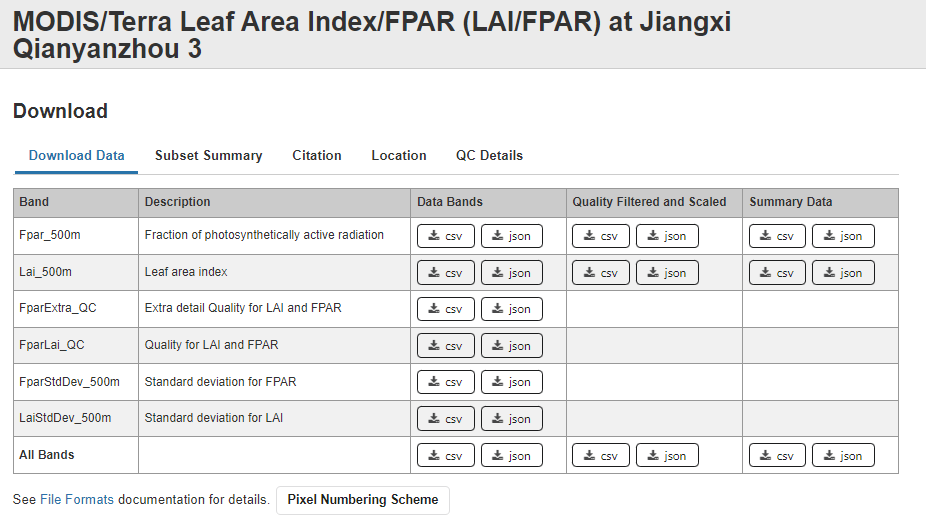 MODIS/Terra Leaf Area Index/FPAR (LAI/FPAR) at Jiangxi
Qianyanzhou 3
Download
Download Data Subset Summary Citation Location QC Details
Band Description Data Bands Quality Filtered and Scaled Summary Data
Fpar_500m Fraction of photosynthetically active radiation csv json csv json csv json
Lai_500m Leaf area index csv json csv json csv json
FparExtra_QC Extra detail Quality for LAI and FPAR csv json
FparLai_QC Quality for LAI and FPAR csv json
FparStdDev_500m Standard deviation for FPAR csv json
LaiStdDev_500m Standard deviation for LAI csv json
All Bands csv json csv json csv json
See File Formats documentation for details. Pixel Numbering Scheme